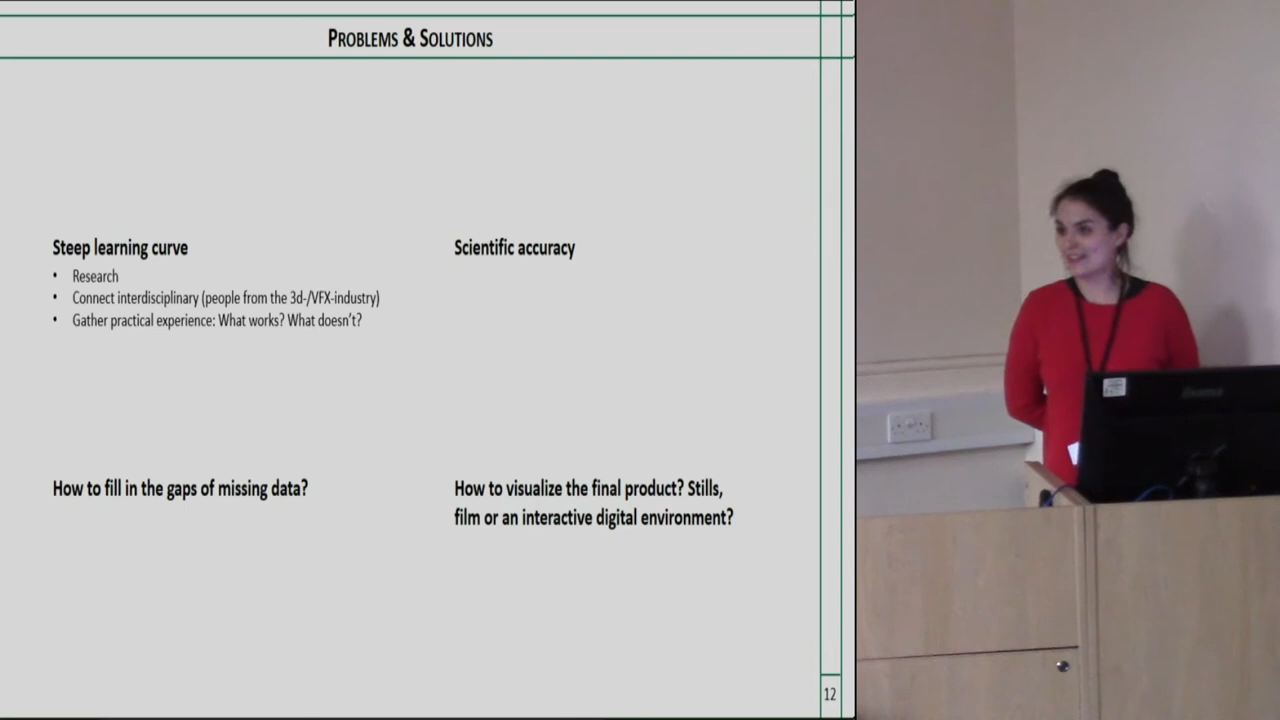 Problems & Solutions
Steep learning curve
• Research
• Connect interdisciplinary (people from the 3d-/VFX-industry)
• Gather practical experience: What works? What doesn't?
Scientific accuracy
How to fill in the gaps of missing data?
How to visualize the final product? Stills,
film or an interactive digital environment?
12